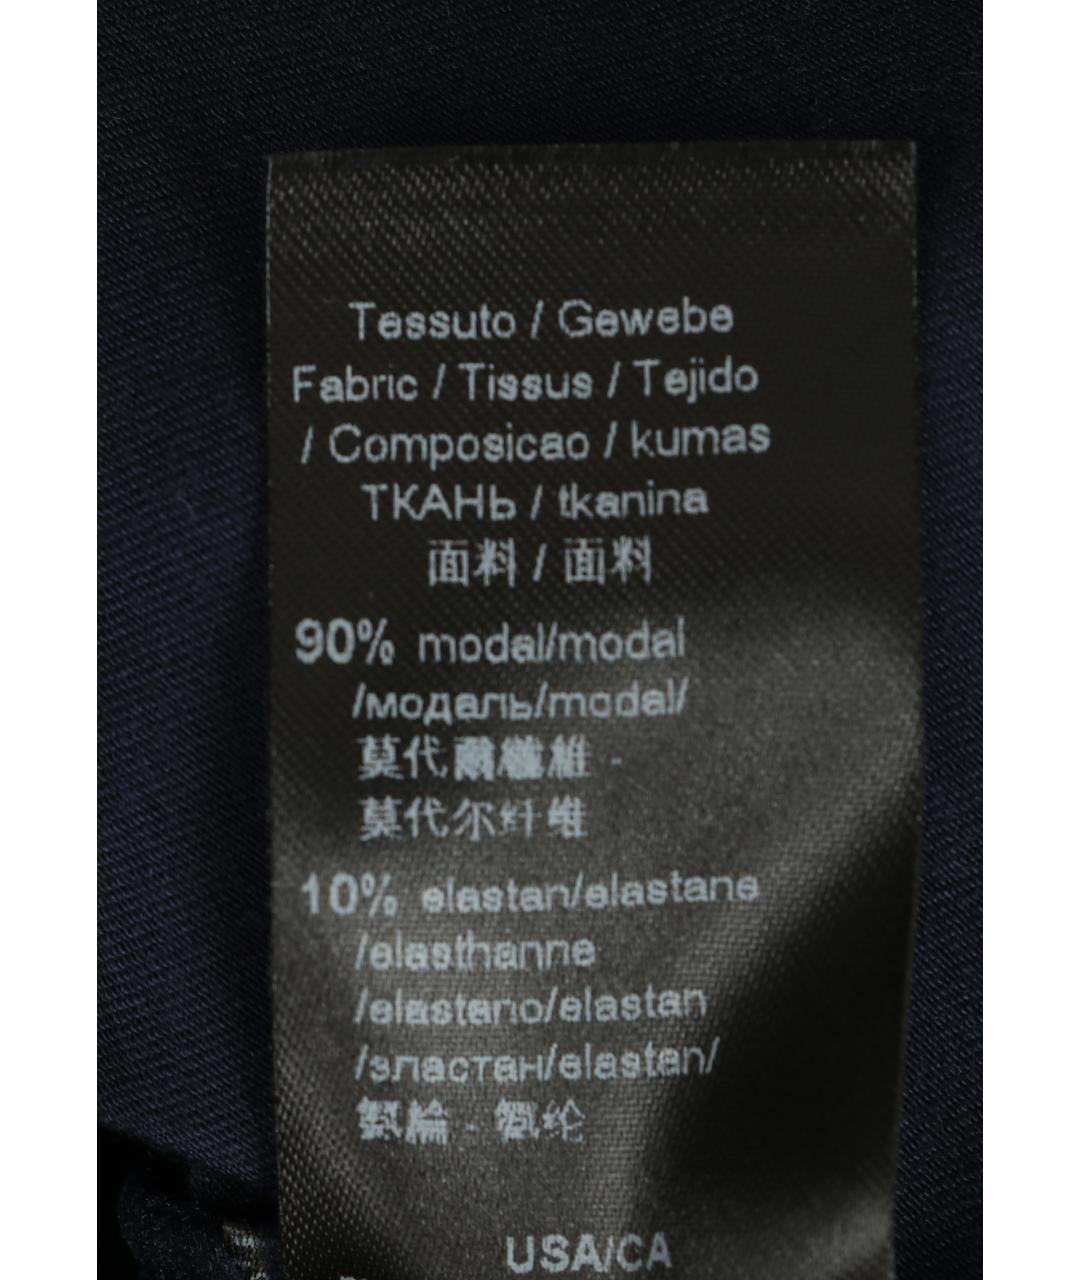 Tessuto / Gewebe
Fabric / Tissus / Tejido
/ Composicao / kumas
ТКАНЬ / tkanina
面料 / 面料
90% modal/modal
/модаль/modal/
莫代爾纖維 -
莫代尔纤维
10% elastan/elastane
/elasthanne
/elastano/elastan
/эластан/elastan/
氨綸 - 氨纶
USA/CA